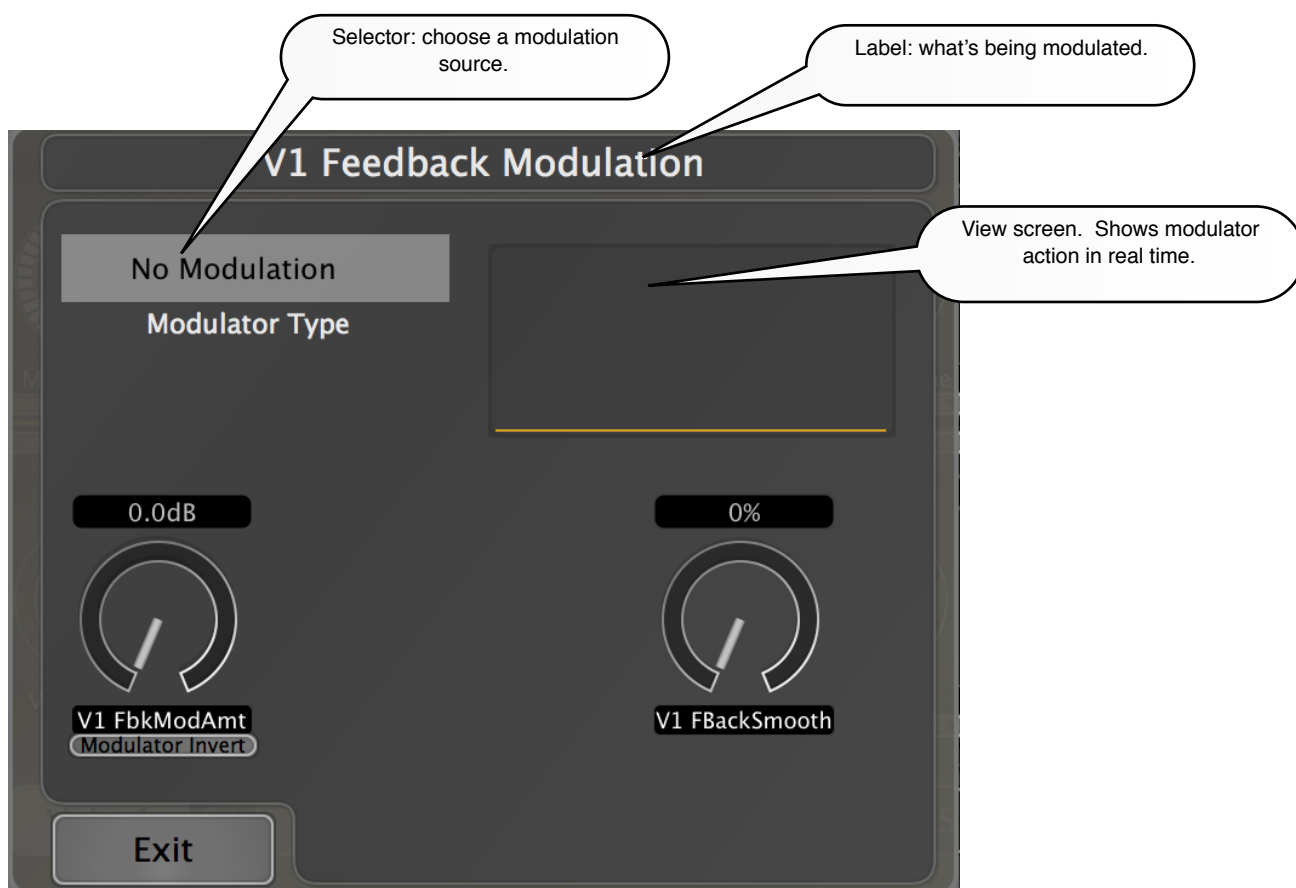 Selector: choose a modulation
source.
Label: what's being modulated.
V1 Feedback Modulation
View screen.  Shows modulator
action in real time.
No Modulation
Modulator Type
0.0dB
0%
V1 FbkModAmt
V1 FBackSmooth
Modulator Invert
Exit